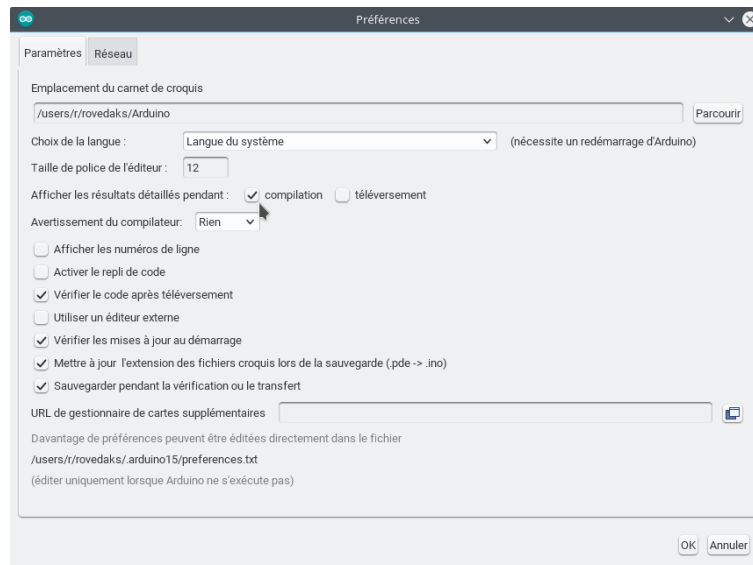 Préférences
Paramètres Réseau
Emplacement du carnet de croquis
/users/r/rovedaks/Arduino Parcourir
Choix de la langue : Langue du système (nécessite un redémarrage d'Arduino)
Taille de police de l'éditeur : 12
Afficher les résultats détaillés pendant : compilation téléversement
Avertissement du compilateur: Rien
Afficher les numéros de ligne
Activer le repli de code
Vérifier le code après téléversement
Utiliser un éditeur externe
Vérifier les mises à jour au démarrage
Mettre à jour l'extension des fichiers croquis lors de la sauvegarde (.pde -> .ino)
Sauvegarder pendant la vérification ou le transfert
URL de gestionnaire de cartes supplémentaires
Davantage de préférences peuvent être éditées directement dans le fichier
/users/r/rovedaks/.arduino15/preferences.txt
(éditer uniquement lorsque Arduino ne s'exécute pas)
OK Annuler